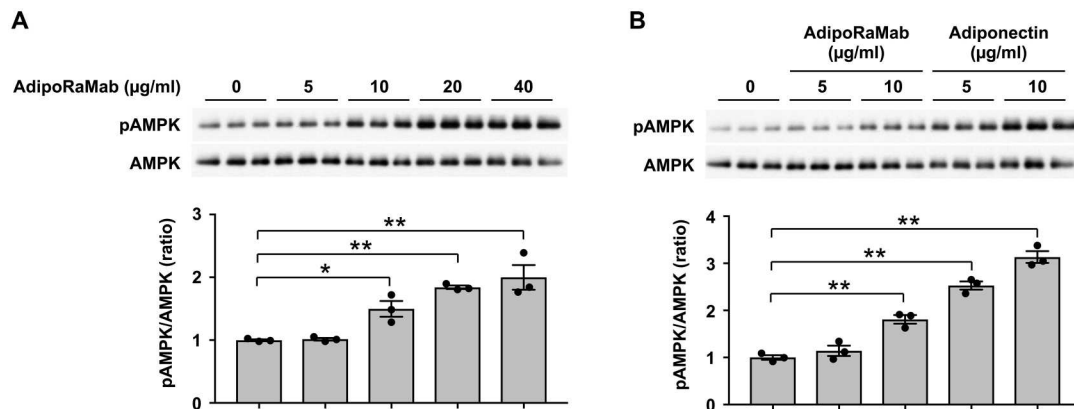 A
AdipoRaMab (µg/ml) 0 5 10 20 40
pAMPK
AMPK
pAMPK/AMPK (ratio)
3
2
1
0
*
**
**
B
AdipoRaMab (µg/ml) Adiponectin (µg/ml)
0 5 10 5 10
pAMPK
AMPK
pAMPK/AMPK (ratio)
4
3
2
1
0
**
**
**